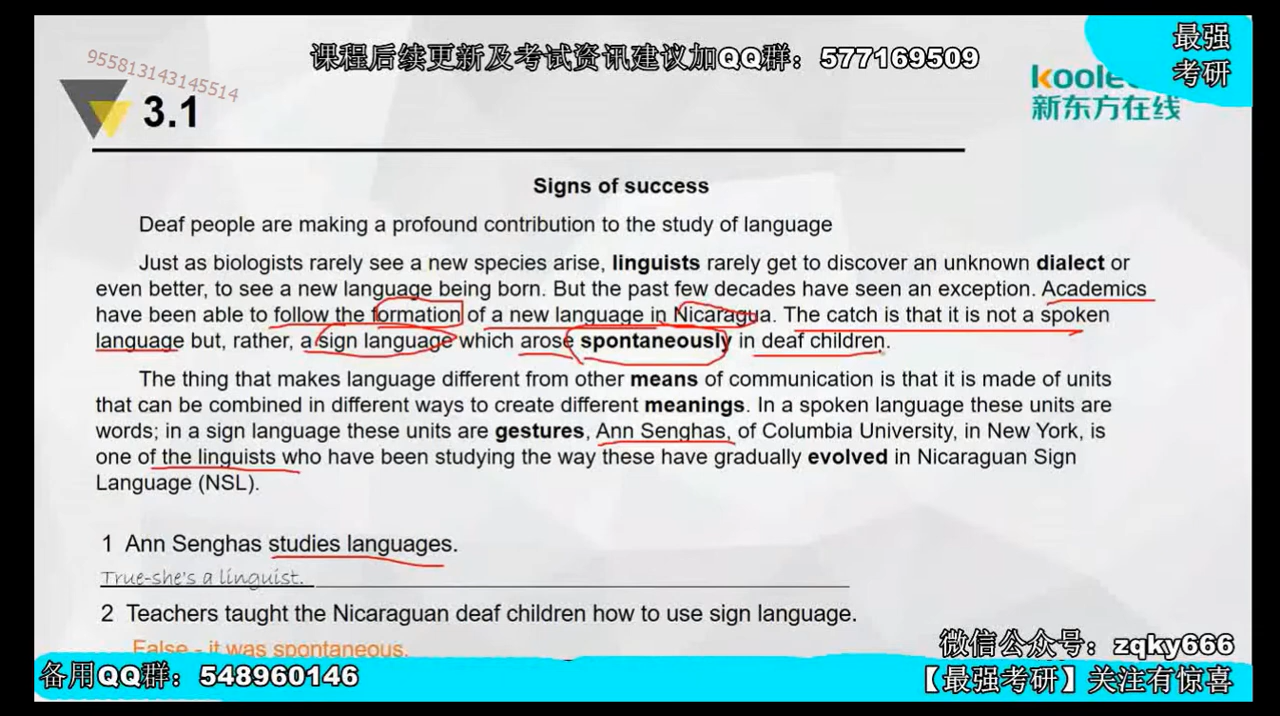 课程后续更新及考试资讯建议加QQ群：577169509
最强
考研
955813143145514
3.1
koole
新东方在线
Signs of success
Deaf people are making a profound contribution to the study of language
Just as biologists rarely see a new species arise, linguists rarely get to discover an unknown dialect or
even better, to see a new language being born. But the past few decades have seen an exception. Academics
have been able to follow the formation of a new language in Nicaragua. The catch is that it is not a spoken
language but, rather, a sign language which arose spontaneously in deaf children.
The thing that makes language different from other means of communication is that it is made of units
that can be combined in different ways to create different meanings. In a spoken language these units are
words; in a sign language these units are gestures, Ann Senghas, of Columbia University, in New York, is
one of the linguists who have been studying the way these have gradually evolved in Nicaraguan Sign
Language (NSL).
1 Ann Senghas studies languages.
True-she's a linguist.
2 Teachers taught the Nicaraguan deaf children how to use sign language.
False - it was spontaneous.
微信公众号：zqky666
备用QQ群：548960146
【最强考研】关注有惊喜